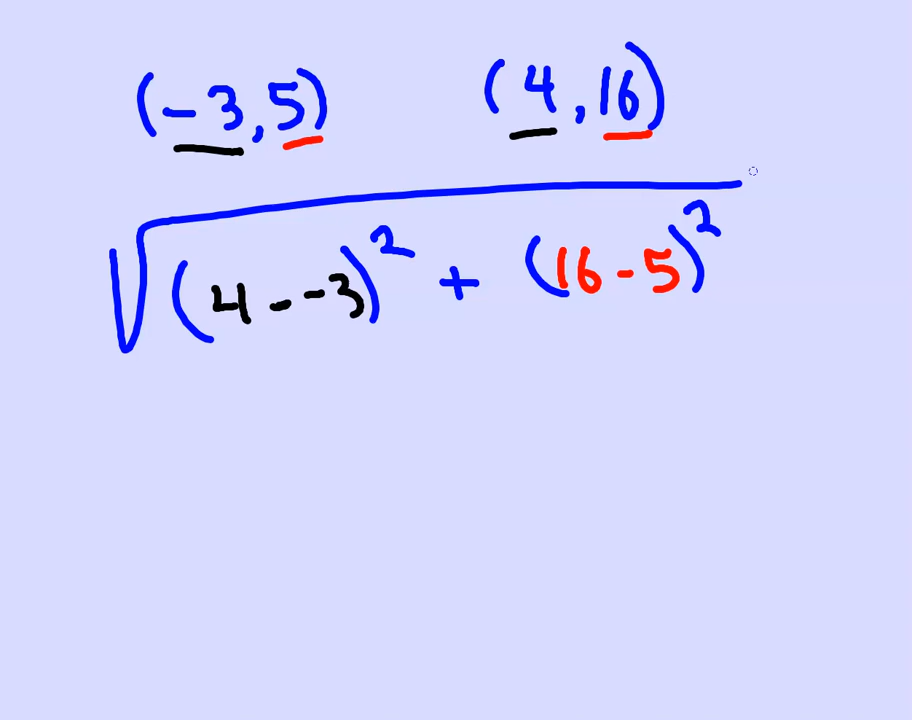 (-3,5) (4,16)
√(4--3)² + (16-5)²